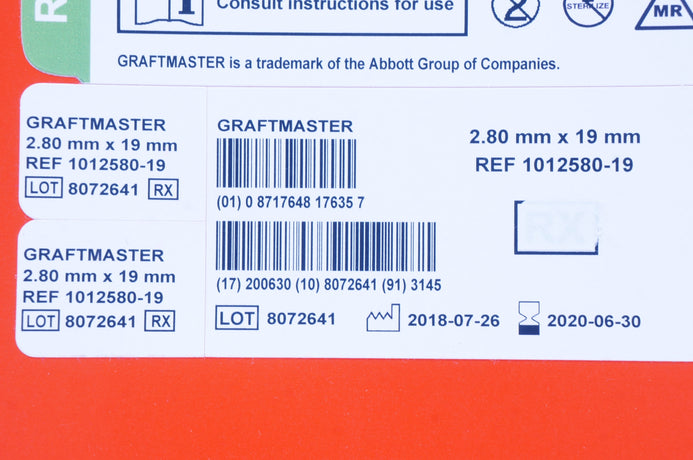 R
Consult instructions for use
2
STERILIZE
MR
GRAFTMASTER is a trademark of the Abbott Group of Companies.
GRAFTMASTER
2.80 mm x 19 mm
REF 1012580-19
LOT 8072641 RX
GRAFTMASTER
2.80 mm x 19 mm
REF 1012580-19
LOT 8072641 RX
GRAFTMASTER
(01) 0 8717648 17635 7
(17) 200630 (10) 8072641 (91) 3145
LOT 8072641 2018-07-26 2020-06-30
2.80 mm x 19 mm
REF 1012580-19
RX